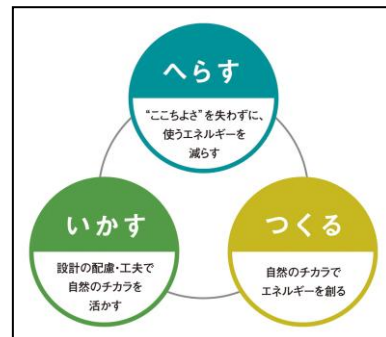 へらす
“ここちよさ”を失わずに、
使うエネルギーを
減らす
いかす
設計の配慮・工夫で
自然のチカラを
活かす
つくる
自然のチカラで
エネルギーを創る